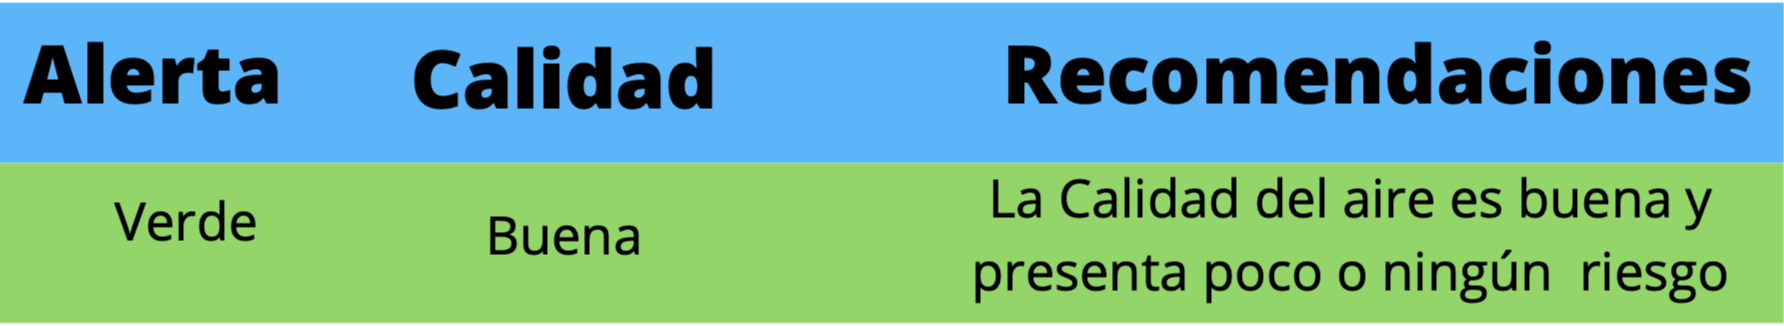 Alerta Calidad Recomendaciones
Verde Buena La Calidad del aire es buena y
presenta poco o ningún riesgo